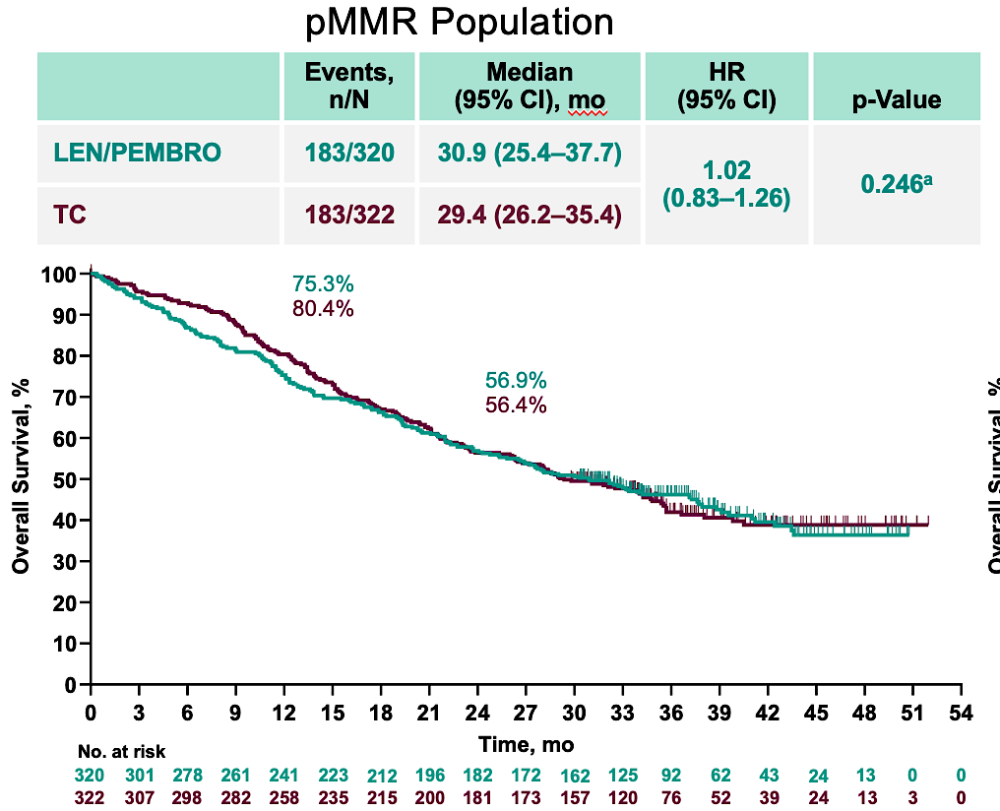 pMMR Population
Events, n/N
Median (95% CI), mo
HR (95% CI)
p-Value
LEN/PEMBRO 183/320 30.9 (25.4–37.7)
1.02 (0.83–1.26)
0.246a
TC 183/322 29.4 (26.2–35.4)
75.3%
80.4%
56.9%
56.4%
Overall Survival, %
100
90
80
70
60
50
40
30
20
10
0
0 3 6 9 12 15 18 21 24 27 30 33 36 39 42 45 48 51 54
Time, mo
No. at risk
320 301 278 261 241 223 212 196 182 172 162 125 92 62 43 24 13 0 0
322 307 298 282 258 235 215 200 181 173 157 120 76 52 39 24 13 3 0
Overall Survival, %